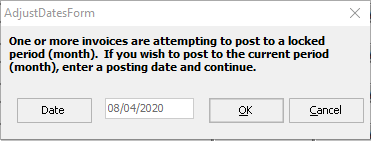 AdjustDatesForm
One or more invoices are attempting to post to a locked
period (month).  If you wish to post to the current period
(month), enter a posting date and continue.
Date 08/04/2020 OK Cancel